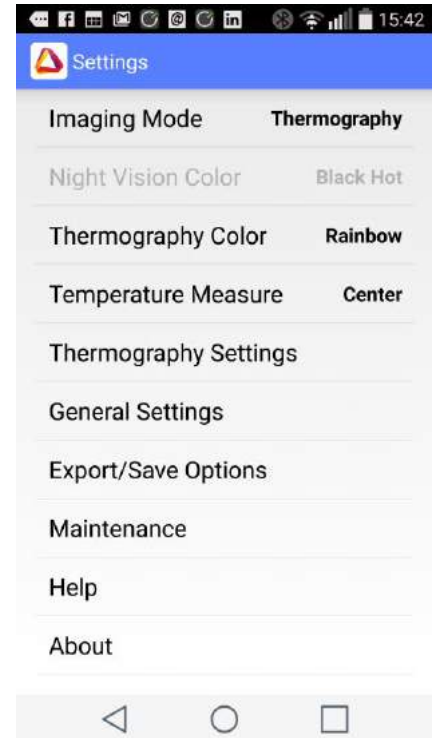 15:42
Settings
Imaging Mode Thermography
Night Vision Color Black Hot
Thermography Color Rainbow
Temperature Measure Center
Thermography Settings
General Settings
Export/Save Options
Maintenance
Help
About